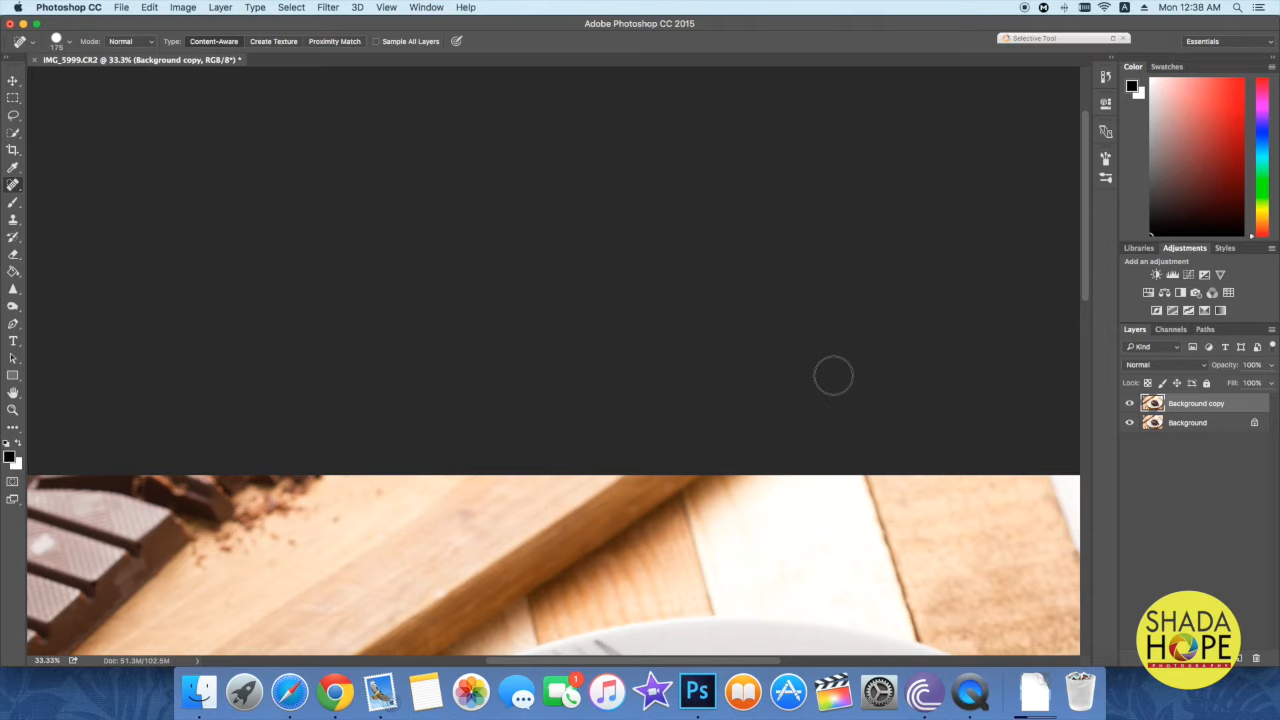 Photoshop CC File Edit Image Layer Type Select Filter 3D View Window Help Mon 12:38 AM
Adobe Photoshop CC 2015
175 Mode: Normal Type: Content-Aware Create Texture Proximity Match Sample All Layers
Selective Tool
Essentials
IMG_5999.CR2 @ 33.3% (Background copy, RGB/8*) *
Color Swatches
Libraries Adjustments Styles
Add an adjustment
Layers Channels Paths
Kind
Normal Opacity: 100%
Lock: Fill: 100%
Background copy
Background
33.33% Doc: 51.3M/102.5M
SHADA
HOPE
PHOTOGRAPHY
1
Ps